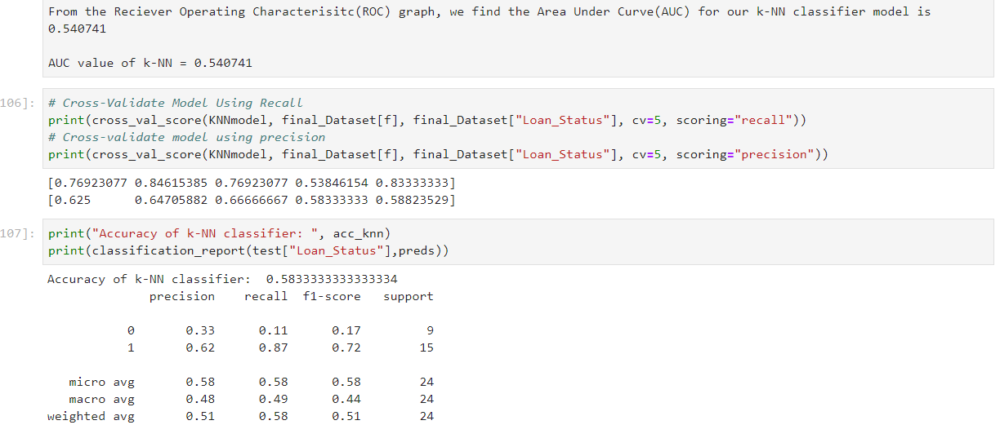 From the Reciever Operating Characterisitc(ROC) graph, we find the Area Under Curve(AUC) for our k-NN classifier model is
0.540741
AUC value of k-NN = 0.540741
106]: # Cross-Validate Model Using Recall
print(cross_val_score(KNNmodel, final_Dataset[f], final_Dataset["Loan_Status"], cv=5, scoring="recall"))
# Cross-validate model using precision
print(cross_val_score(KNNmodel, final_Dataset[f], final_Dataset["Loan_Status"], cv=5, scoring="precision"))
[0.76923077 0.84615385 0.76923077 0.53846154 0.83333333]
[0.625      0.64705882 0.66666667 0.58333333 0.58823529]
107]: print("Accuracy of k-NN classifier: ", acc_knn)
print(classification_report(test["Loan_Status"],preds))
Accuracy of k-NN classifier:  0.5833333333333334
precision    recall  f1-score   support
0       0.33      0.11      0.17         9
1       0.62      0.87      0.72        15
micro avg       0.58      0.58      0.58        24
macro avg       0.48      0.49      0.44        24
weighted avg       0.51      0.58      0.51        24